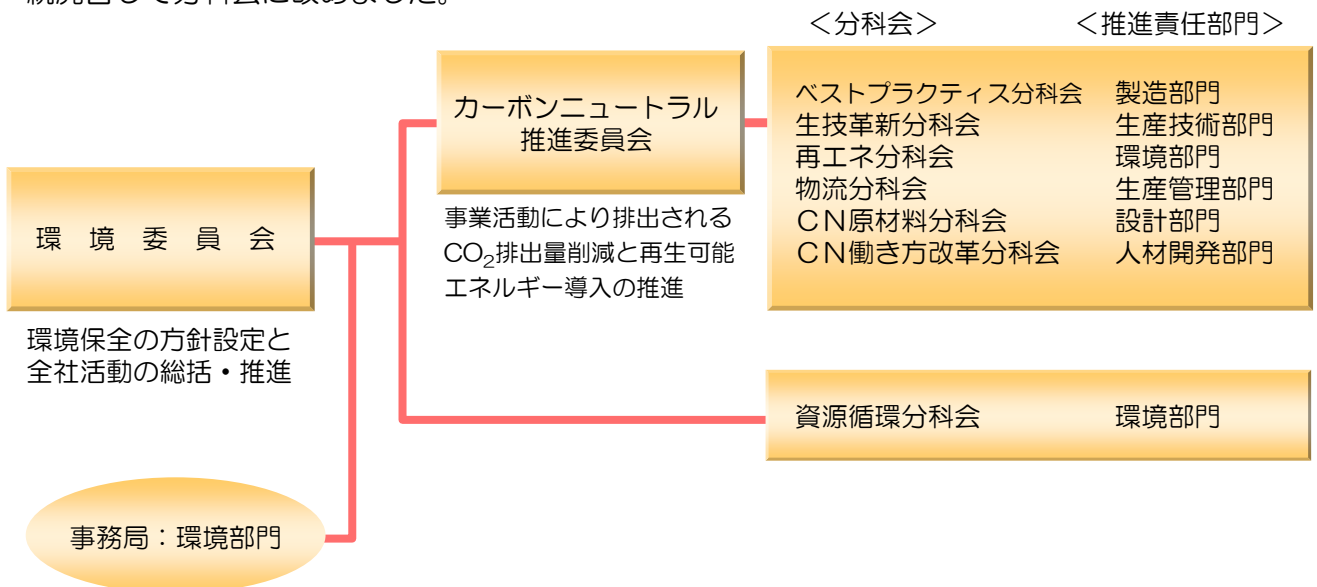 ＜分科会＞ ＜推進責任部門＞
カーボンニュートラル
推進委員会
ベストプラクティス分科会 製造部門
生技革新分科会 生産技術部門
再エネ分科会 環境部門
物流分科会 生産管理部門
ＣＮ原材料分科会 設計部門
ＣＮ働き方改革分科会 人材開発部門
環 境 委 員 会
事業活動により排出される
CO₂排出量削減と再生可能
エネルギー導入の推進
環境保全の方針設定と
全社活動の総括・推進
資源循環分科会 環境部門
事務局：環境部門